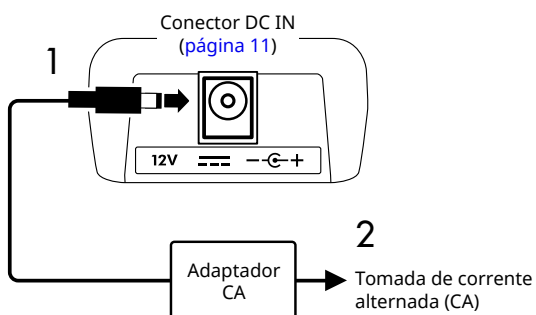 Conector DC IN
(página 11)
1
12V
2
Adaptador
CA
Tomada de corrente
alternada (CA)